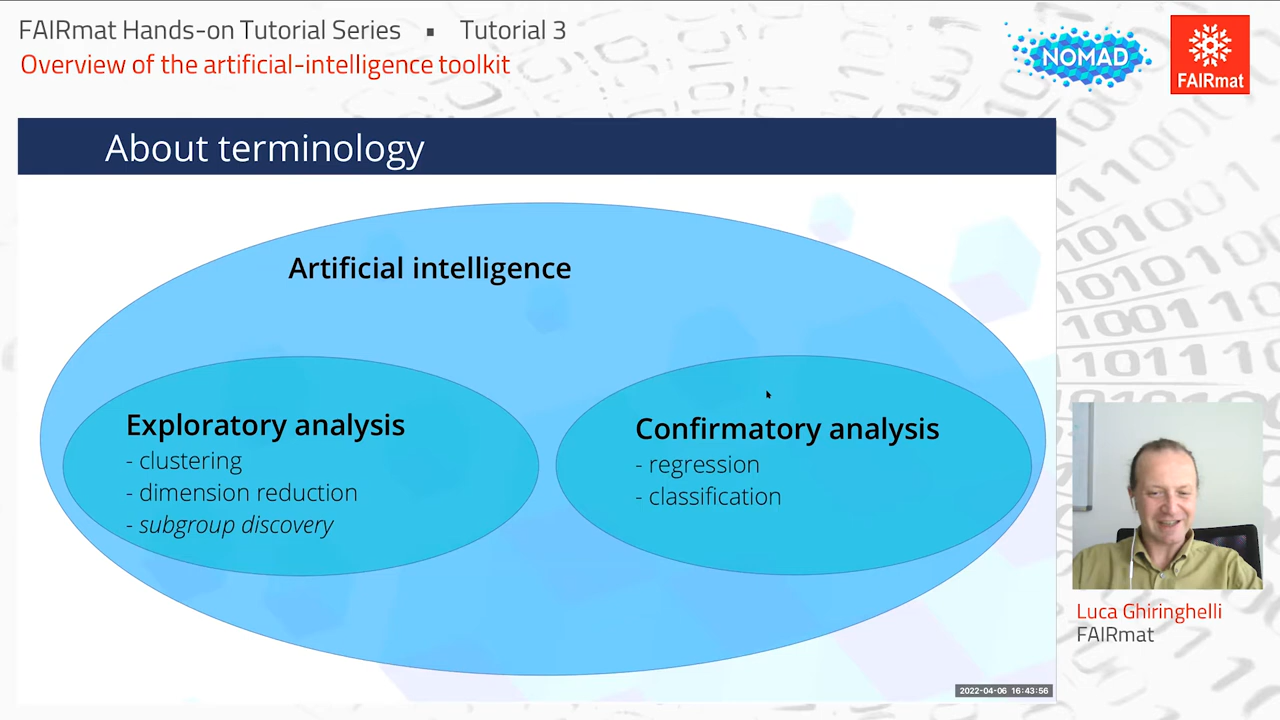 FAIRmat Hands-on Tutorial Series ▪ Tutorial 3
Overview of the artificial-intelligence toolkit
NOMAD
FAIRmat
About terminology
Artificial intelligence
Exploratory analysis
- clustering
- dimension reduction
- subgroup discovery
Confirmatory analysis
- regression
- classification
Luca Ghiringhelli
FAIRmat
2022-04-06 16:43:56